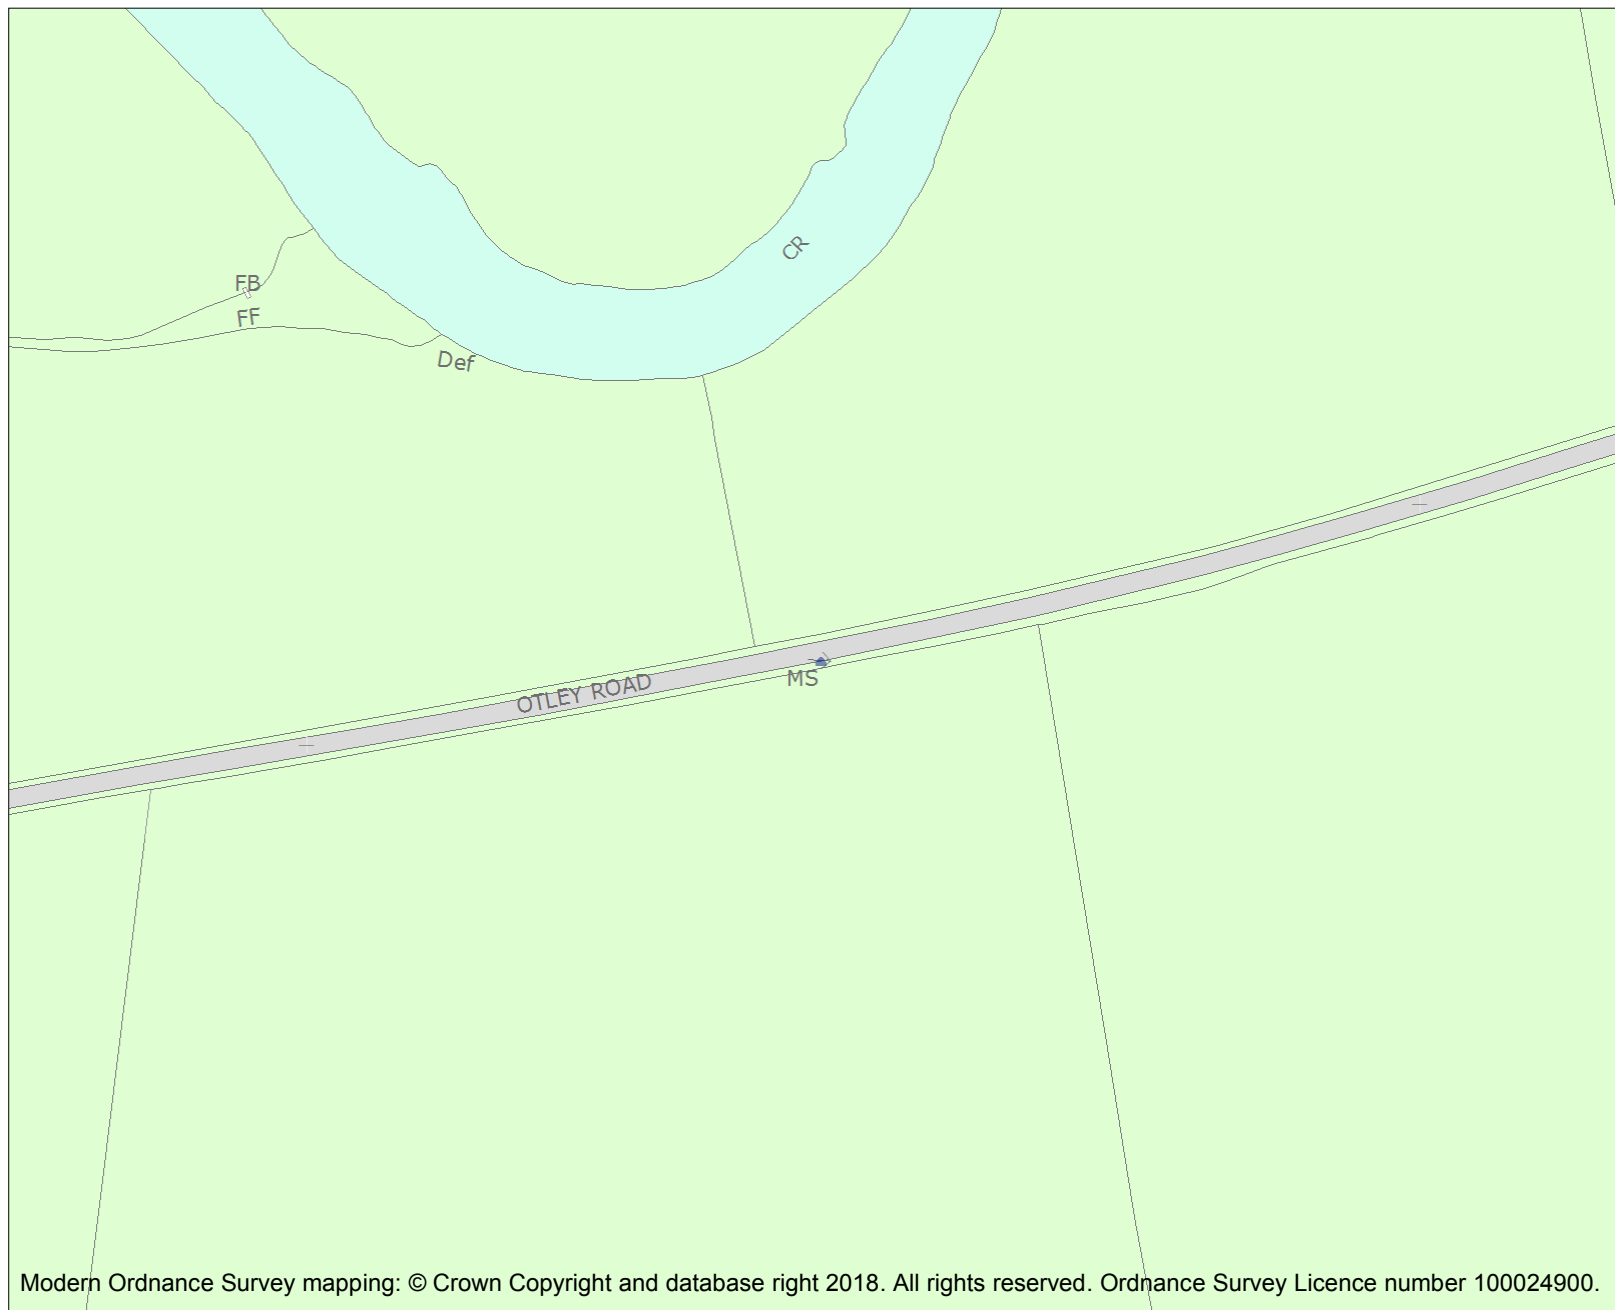 CR
FB
FF
Def
OTLEY ROAD
MS
Modern Ordnance Survey mapping: © Crown Copyright and database right 2018. All rights reserved. Ordnance Survey Licence number 100024900.